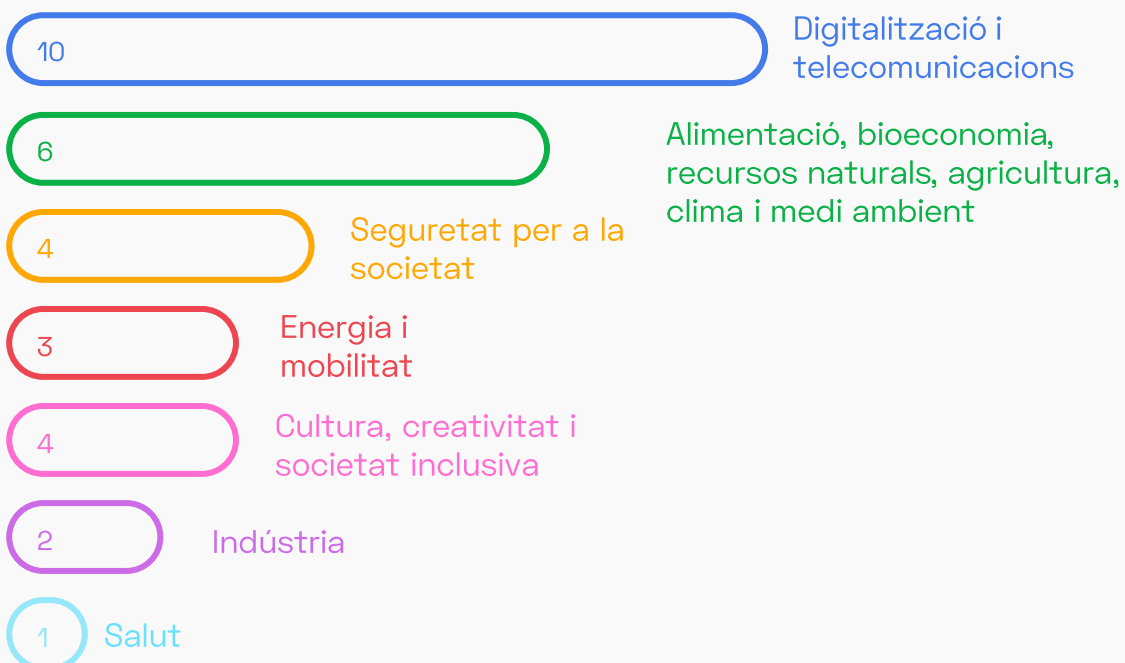 10
Digitalització i
telecomunicacions
6
Alimentació, bioeconomia,
recursos naturals, agricultura,
clima i medi ambient
4
Seguretat per a la
societat
3
Energia i
mobilitat
4
Cultura, creativitat i
societat inclusiva
2
Indústria
1
Salut